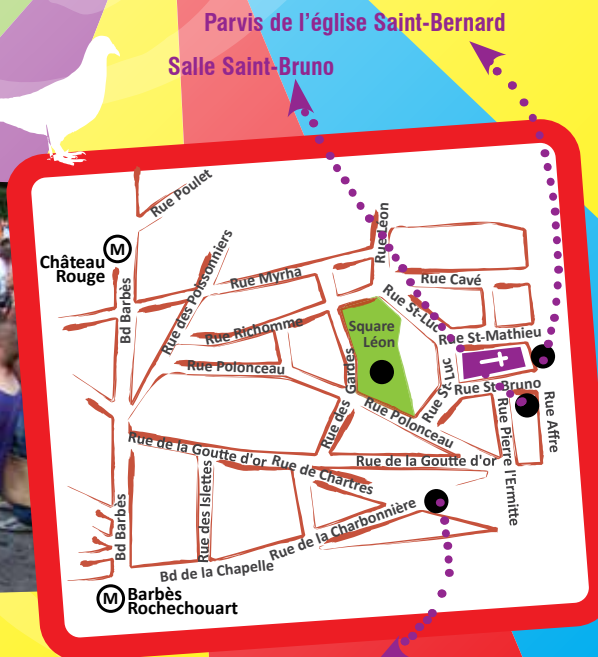 Parvis de l'église Saint-Bernard
Salle Saint-Bruno
Rue Poulet
M
Château
Rouge
Bd Barbès
Rue des Poissonniers
Rue Léon
Rue Myrha
Rue Cavé
Rue St-Luc
Rue Richomme
Square
Léon
Rue St-Mathieu
Rue Polonceau
Rue des Gardes
Rue St-Luc
Rue St-Bruno
Rue Polonceau
Rue Affre
Rue Pierre l'Ermitte
Rue de la Goutte d'or
Rue de Chartres
Rue de la Goutte d'or
Rue des Islettes
Bd Barbès
Rue de la Charbonnière
Bd de la Chapelle
M
Barbès
Rochechouart